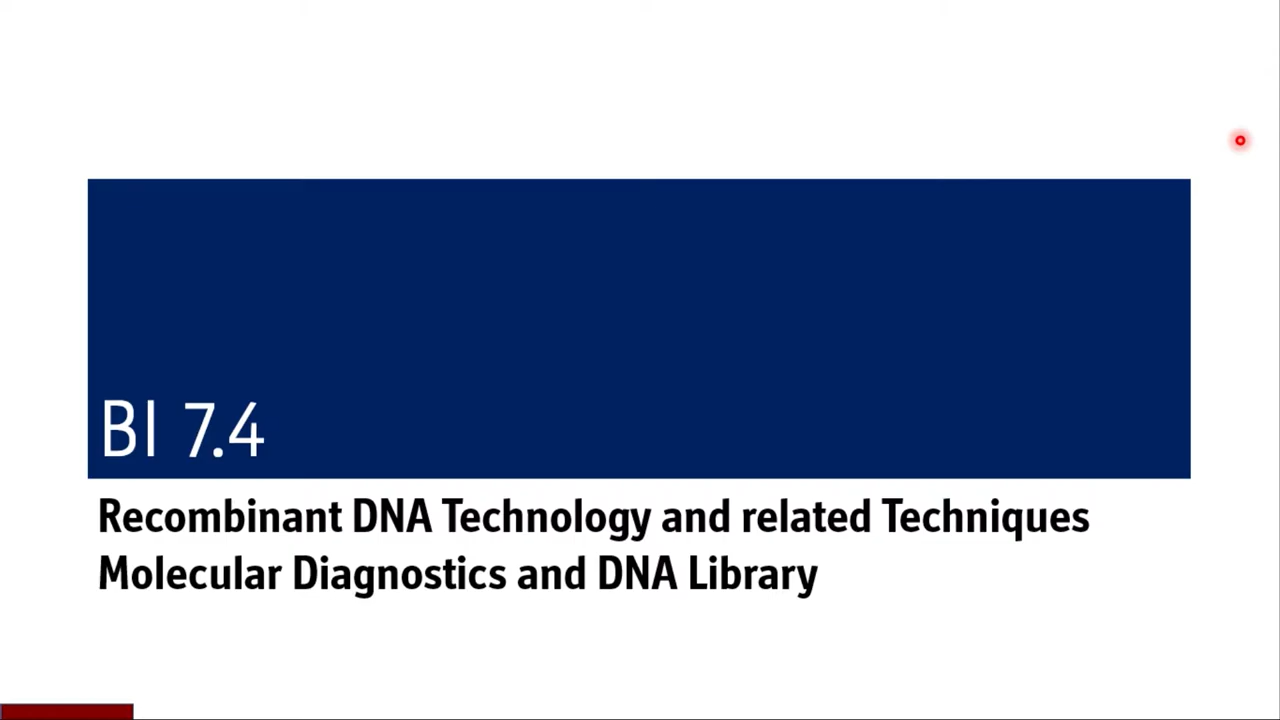 BI 7.4
Recombinant DNA Technology and related Techniques
Molecular Diagnostics and DNA Library